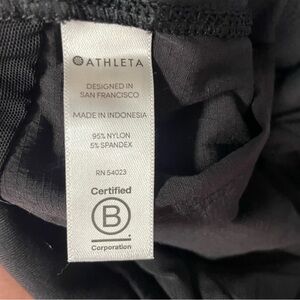 ATHLETA
DESIGNED IN
SAN FRANCISCO
MADE IN INDONESIA
95% NYLON
5% SPANDEX
RN 54023
Certified
B
Corporation